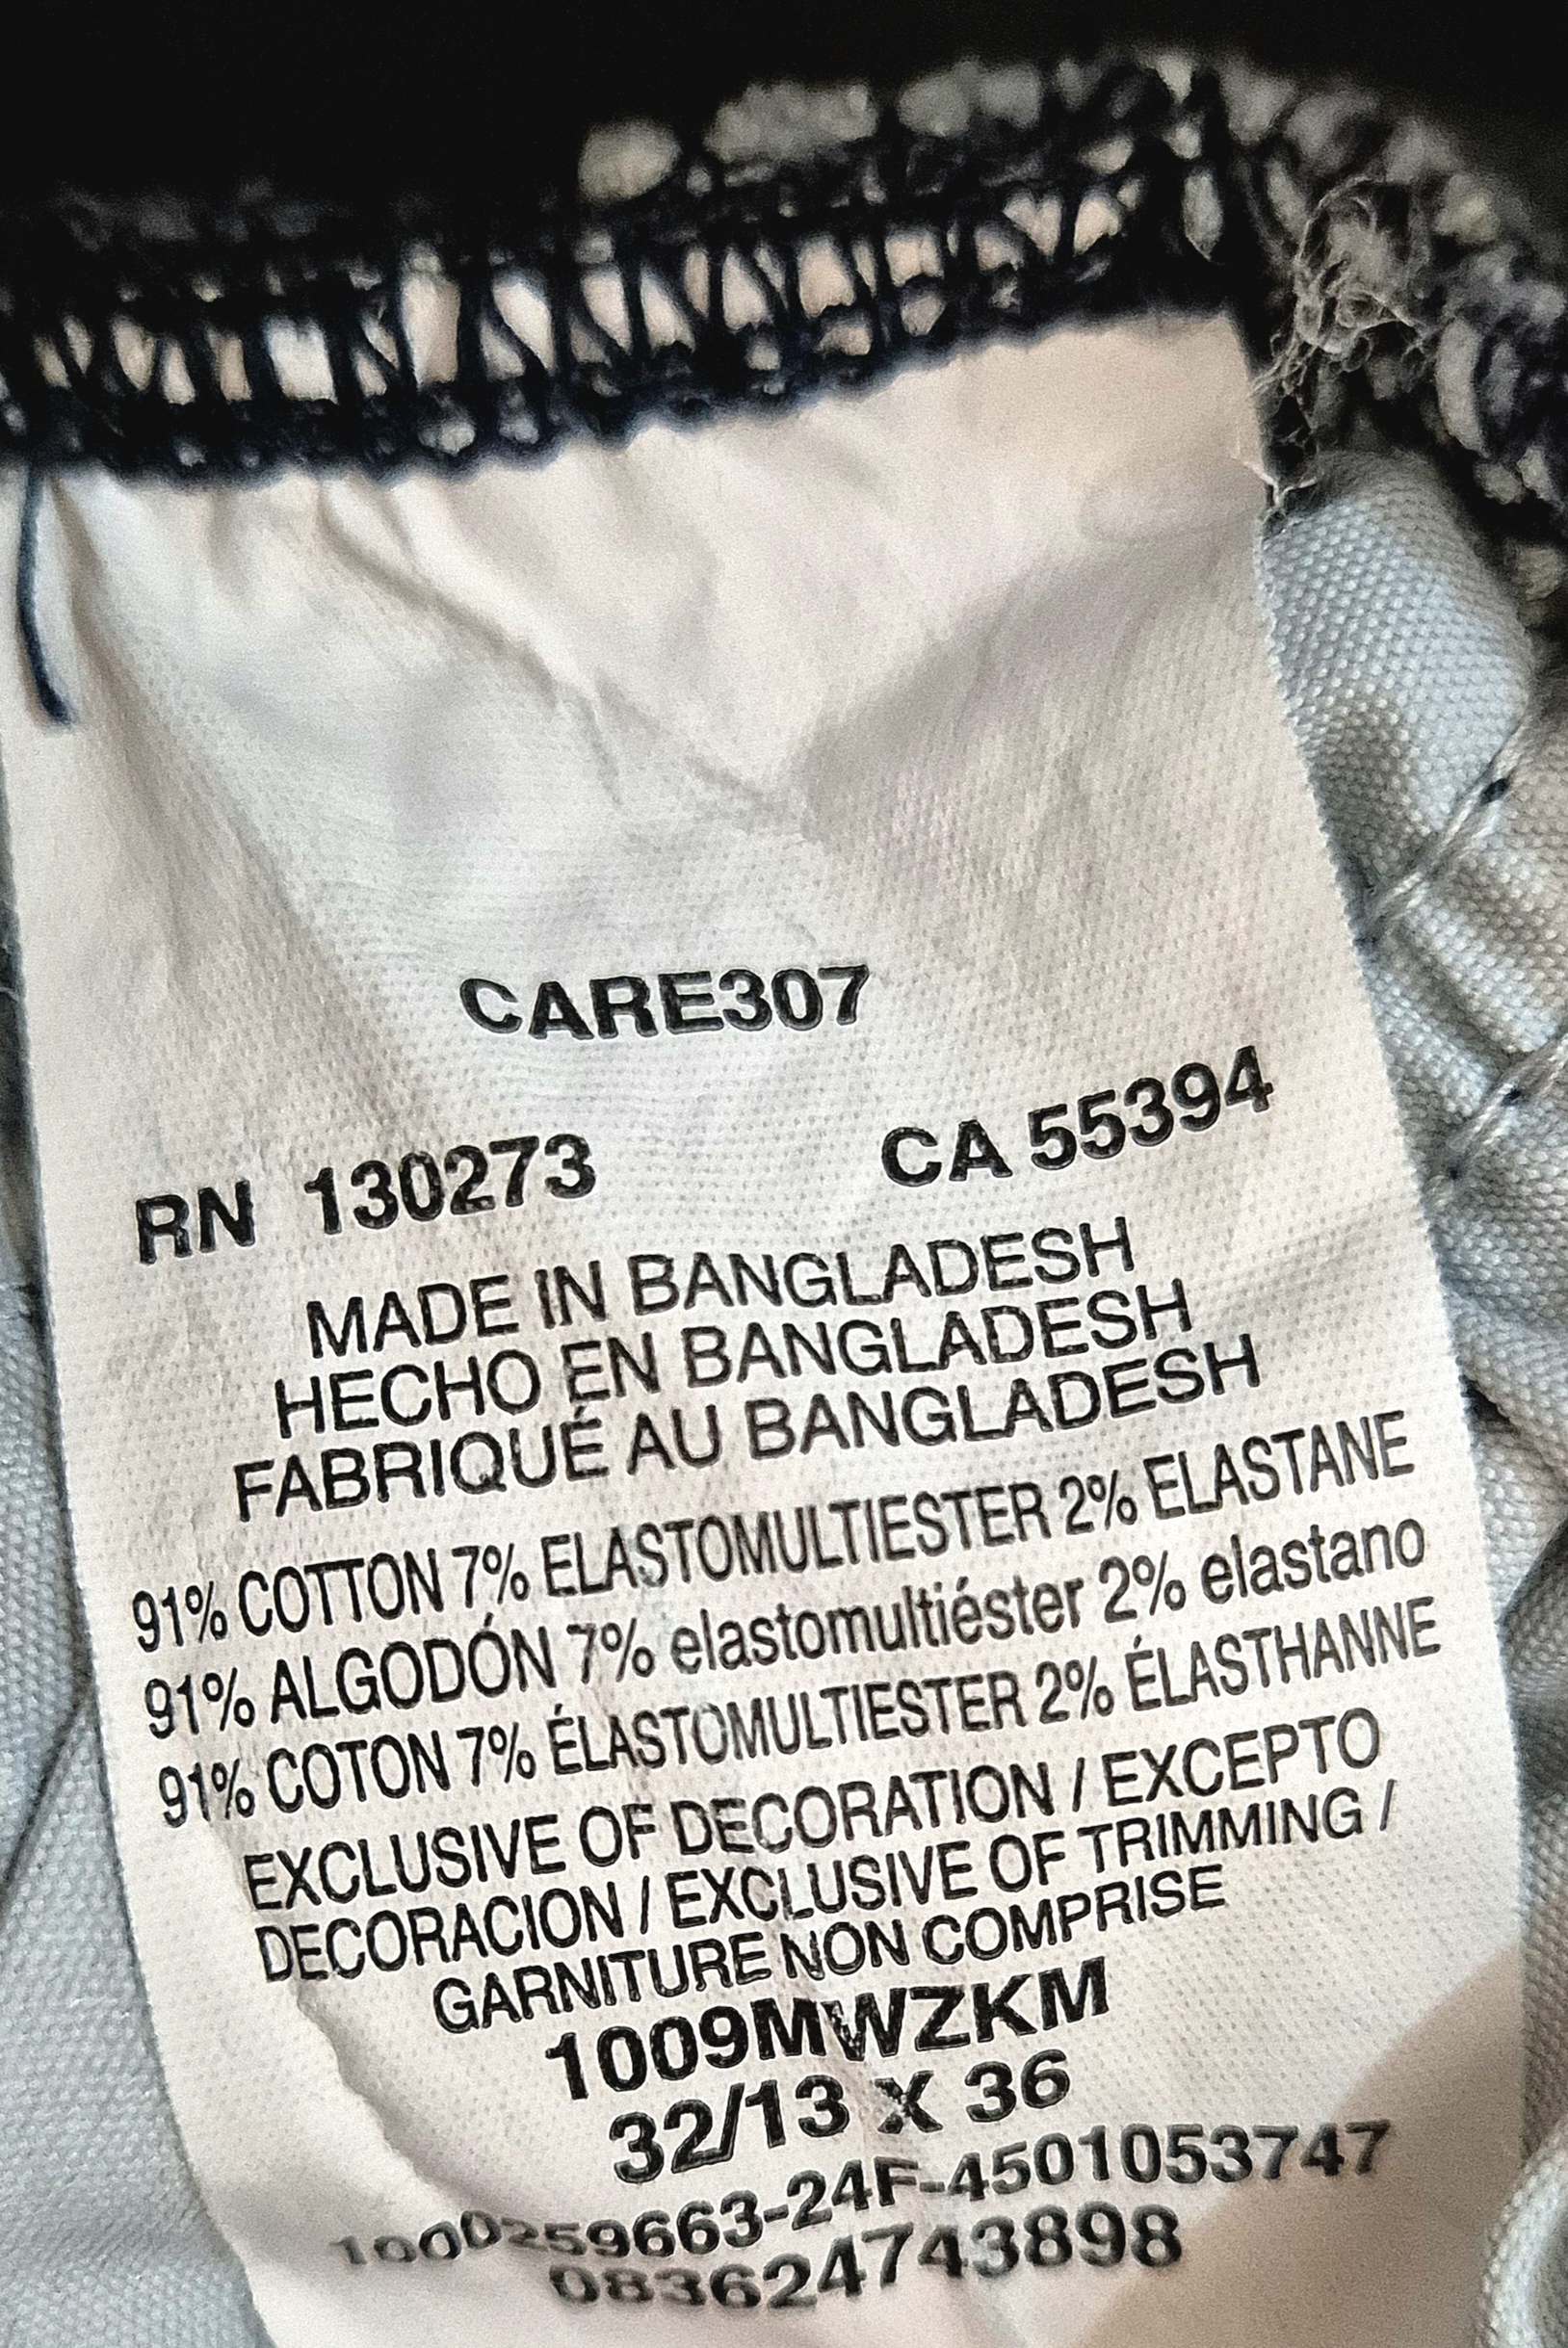 CARE307
RN 130273 CA 55394
MADE IN BANGLADESH
HECHO EN BANGLADESH
FABRIQUÉ AU BANGLADESH
91% COTTON 7% ELASTOMULTIESTER 2% ELASTANE
91% ALGODÓN 7% elastomultiéster 2% elastano
91% COTON 7% ÉLASTOMULTIESTER 2% ÉLASTHANNE
EXCLUSIVE OF DECORATION / EXCEPTO
DECORACION / EXCLUSIVE OF TRIMMING /
GARNITURE NON COMPRISE
1009MWZKM
32/13 X 36
1000259663-24F-4501053747
083624743898